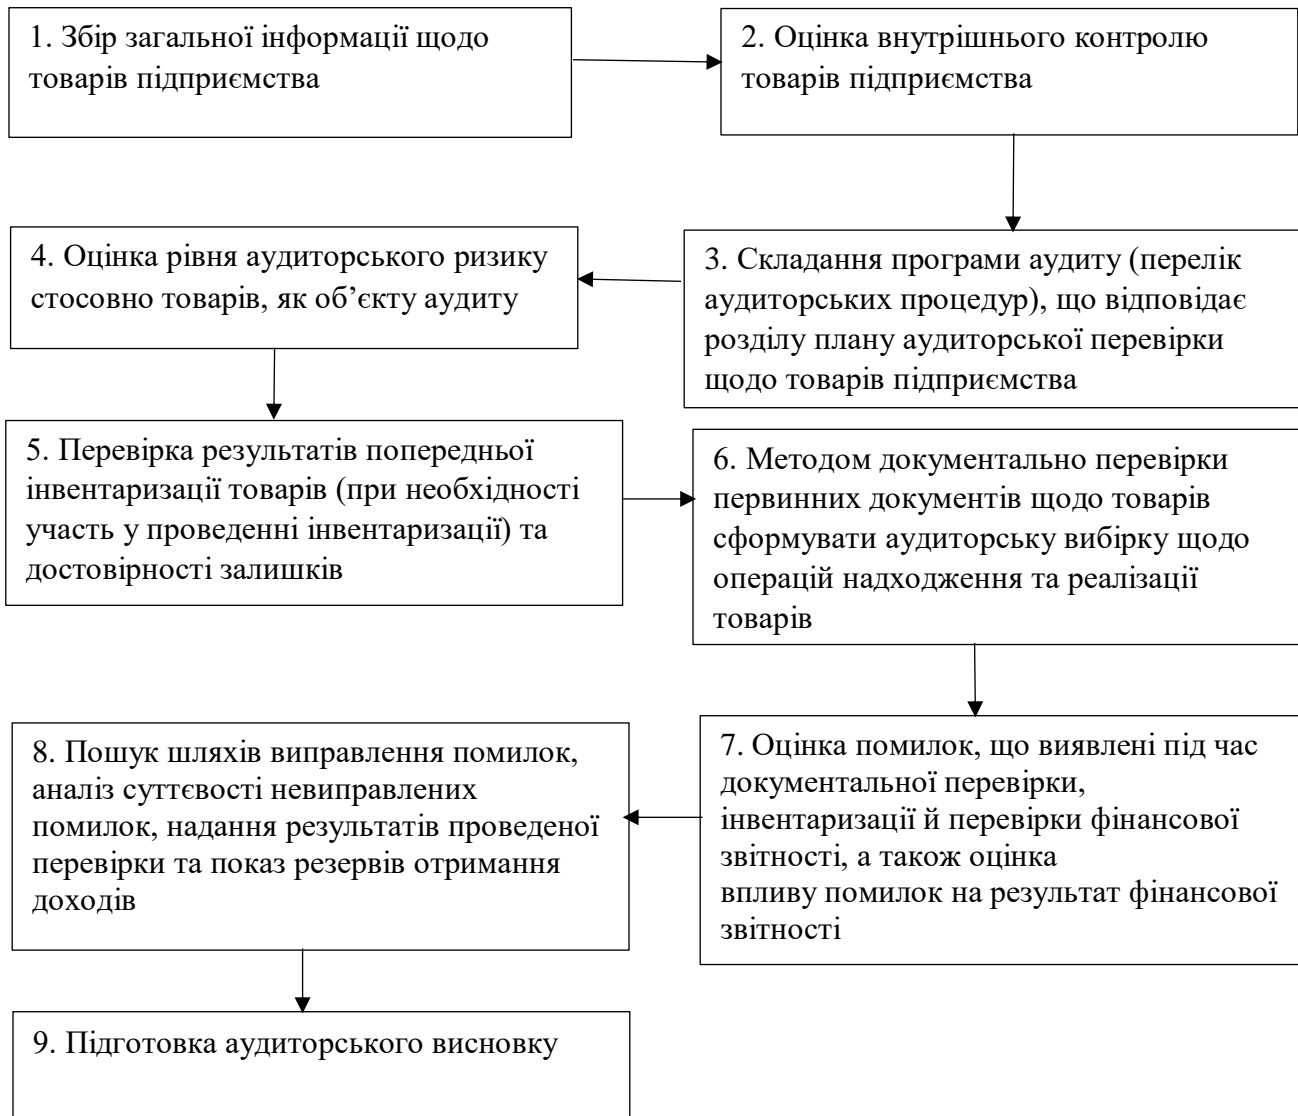 1. Збір загальної інформації щодо
товарів підприємства
2. Оцінка внутрішнього контролю
товарів підприємства
3. Складання програми аудиту (перелік
аудиторських процедур), що відповідає
розділу плану аудиторської перевірки
щодо товарів підприємства
4. Оцінка рівня аудиторського ризику
стосовно товарів, як об’єкту аудиту
5. Перевірка результатів попередньої
інвентаризації товарів (при необхідності
участь у проведенні інвентаризації) та
достовірності залишків
6. Методом документально перевірки
первинних документів щодо товарів
сформувати аудиторську вибірку щодо
операцій надходження та реалізації
товарів
7. Оцінка помилок, що виявлені під час
документальної перевірки,
інвентаризації й перевірки фінансової
звітності, а також оцінка
впливу помилок на результат фінансової
звітності
8. Пошук шляхів виправлення помилок,
аналіз суттєвості невиправлених
помилок, надання результатів проведеної
перевірки та показ резервів отримання
доходів
9. Підготовка аудиторського висновку